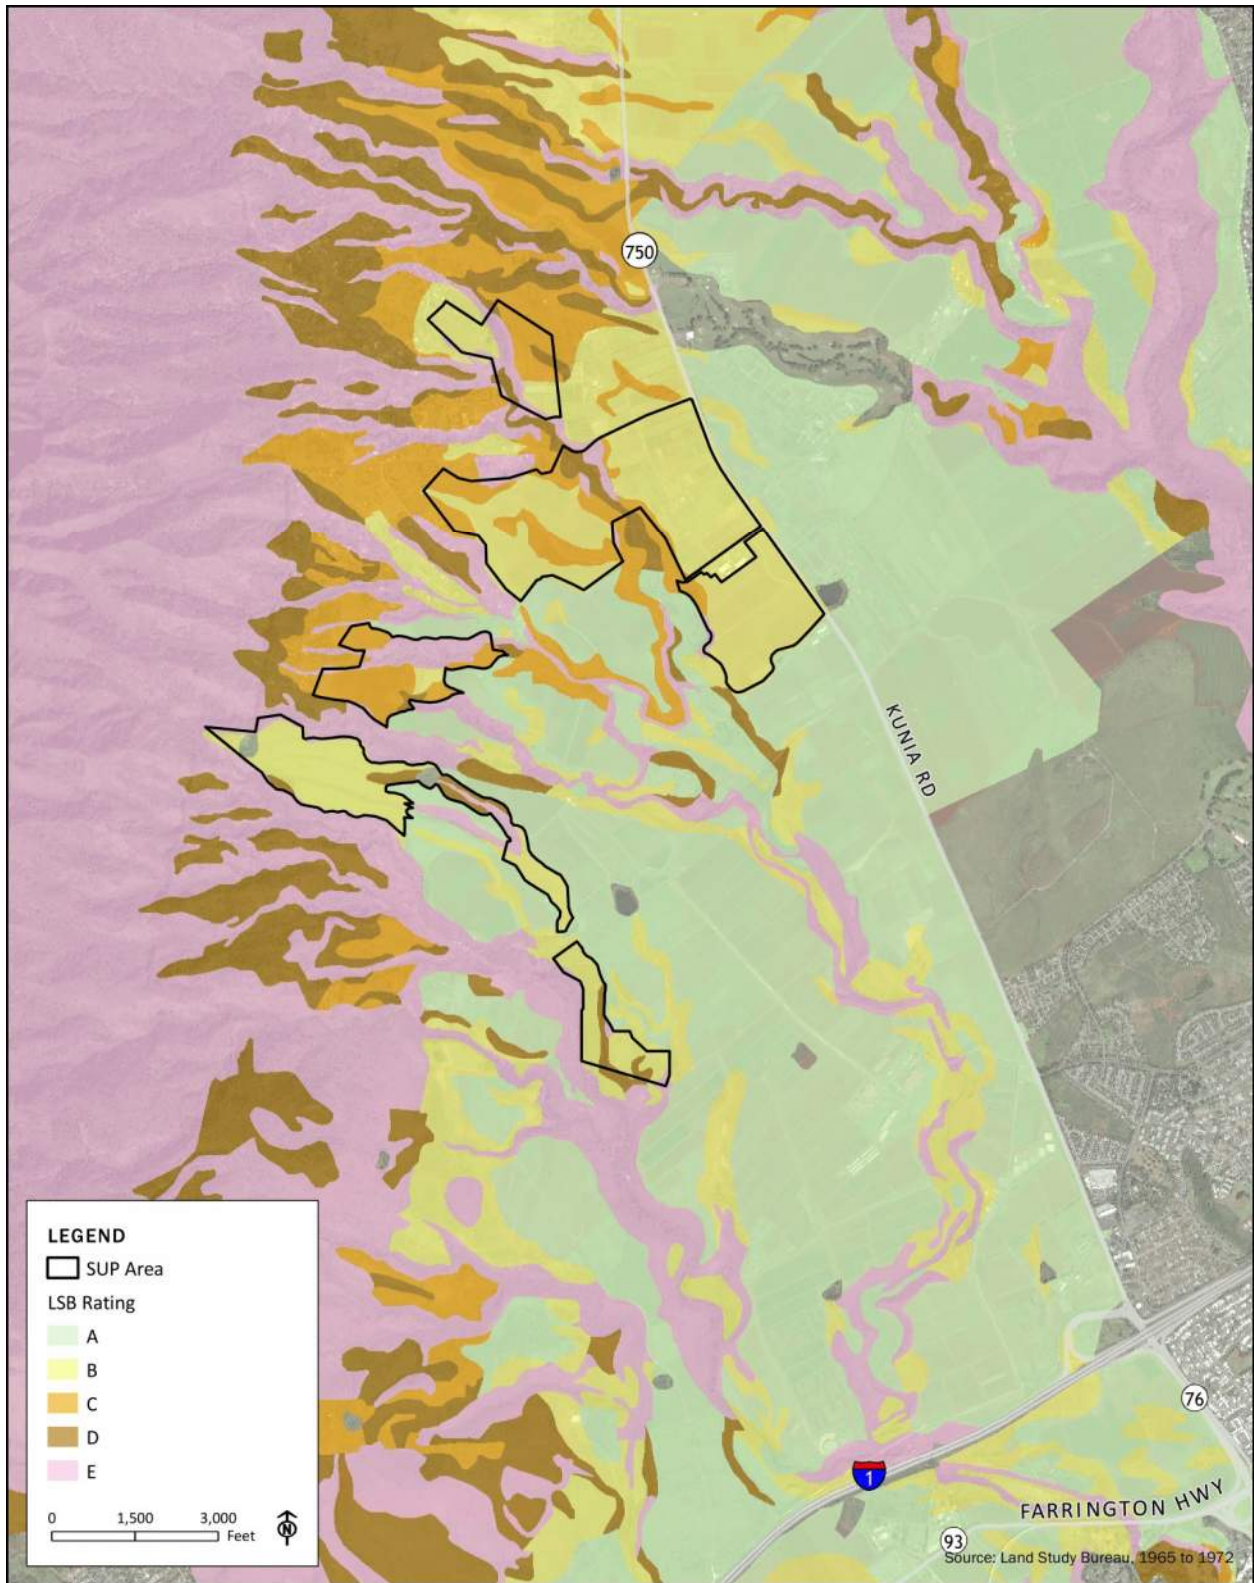 750
KUNIA RD
LEGEND
SUP Area
LSB Rating
A
B
C
D
E
0 1,500 3,000
Feet
N
76
1
FARRINGTON HWY
93
Source: Land Study Bureau, 1965 to 1972